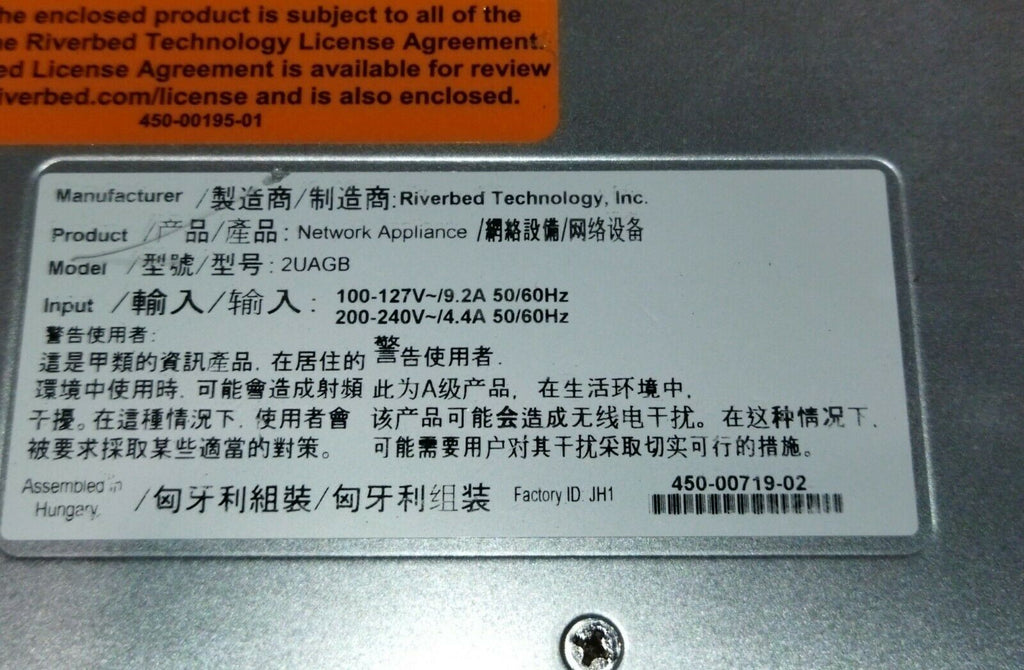 he enclosed product is subject to all of the
e Riverbed Technology License Agreement.
ed License Agreement is available for review
iverbed.com/license and is also enclosed.
450-00195-01
Manufacturer /製造商/制造商:Riverbed Technology, Inc.
Product /产品/產品: Network Appliance /網絡設備/网络设备
Model /型號/型号: 2UAGB
Input /輸入/输入: 100-127V~/9.2A 50/60Hz
200-240V~/4.4A 50/60Hz
警告使用者:
這是甲類的資訊產品. 在居住的
環境中使用時. 可能會造成射頻
干擾。在這種情況下. 使用者會
被要求採取某些適當的對策。
警告使用者.
此为A级产品，在生活环境中,
该产品可能会造成无线电干扰。在这种情况下,
可能需要用户对其干扰采取切实可行的措施。
Assembled in
Hungary. /匈牙利組裝/匈牙利组装 Factory ID: JH1
450-00719-02